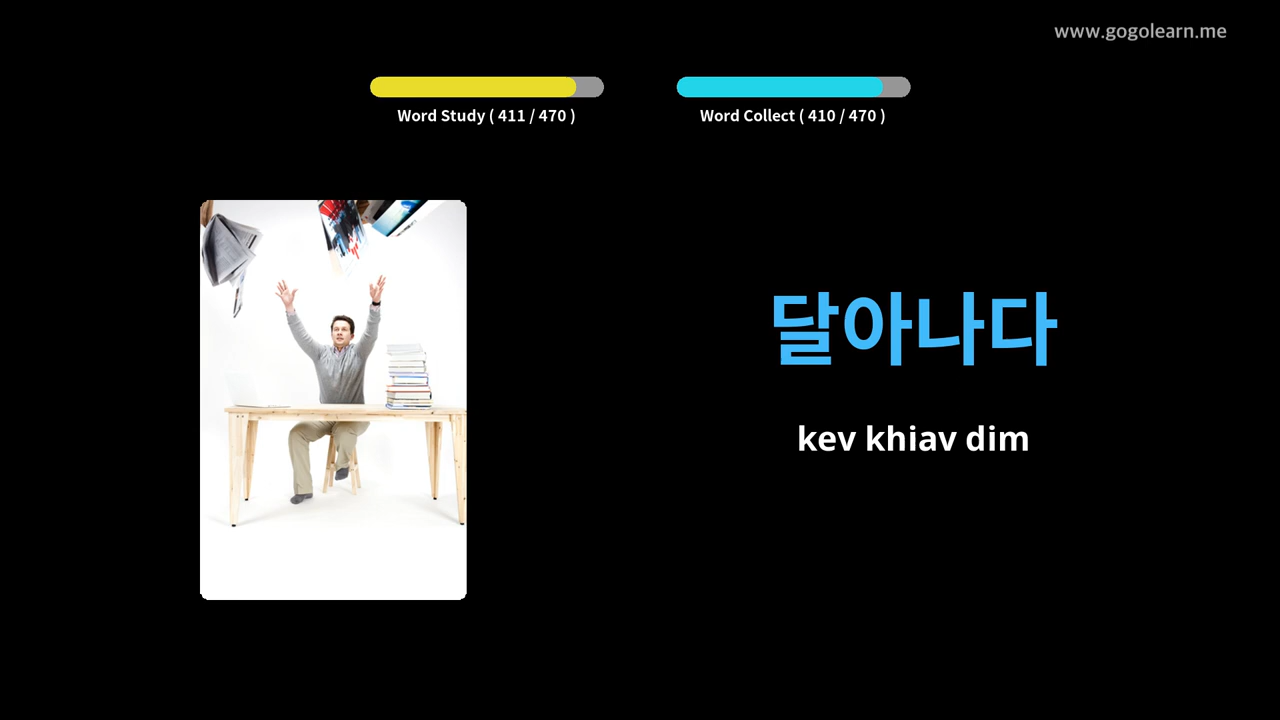 www.gogolearn.me
Word Study ( 411 / 470 )
Word Collect ( 410 / 470 )
달아나다
kev khiav dim